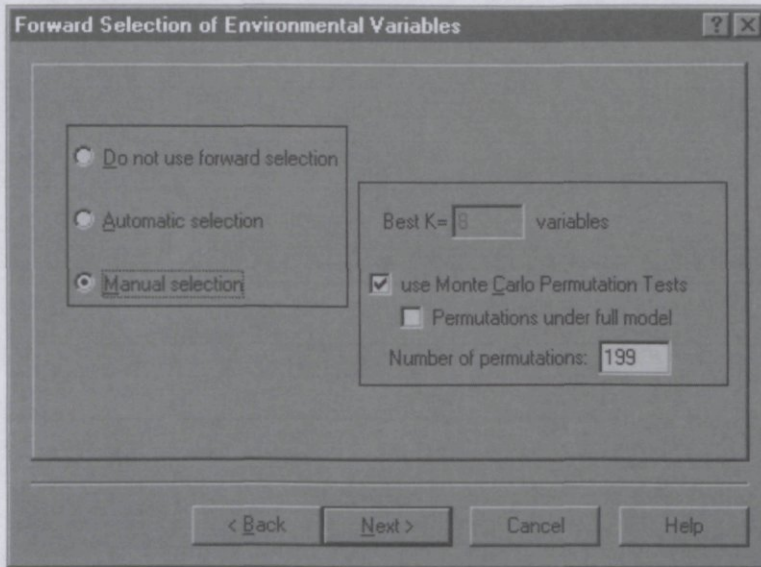 Forward Selection of Environmental Variables
Do not use forward selection
Automatic selection
Manual selection
Best K= 8 variables
use Monte Carlo Permutation Tests
Permutations under full model
Number of permutations: 199
< Back
Next >
Cancel
Help